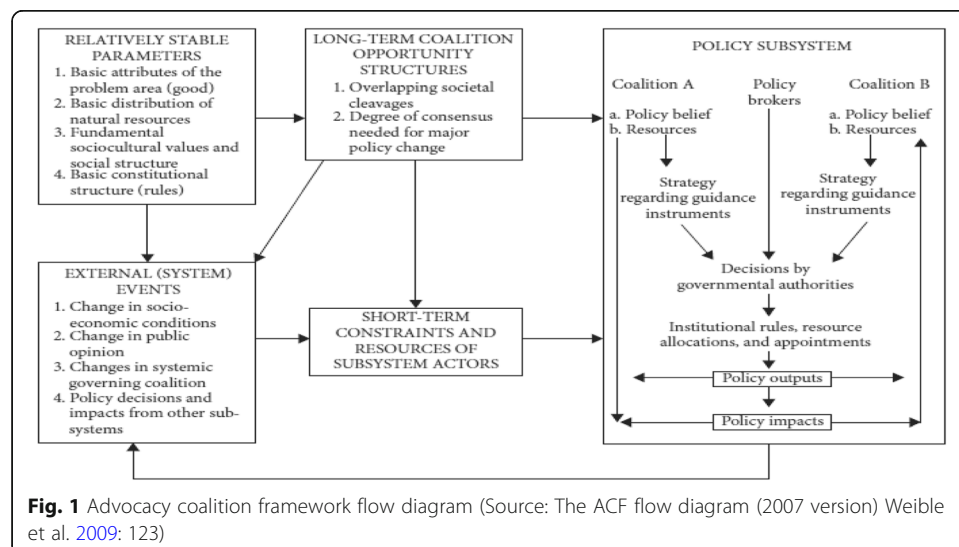 RELATIVELY STABLE
PARAMETERS
1. Basic attributes of the
problem area (good)
2. Basic distribution of
natural resources
3. Fundamental
sociocultural values and
social structure
4. Basic constitutional
structure (rules)
LONG-TERM COALITION
OPPORTUNITY
STRUCTURES
1. Overlapping societal
cleavages
2. Degree of consensus
needed for major
policy change
EXTERNAL (SYSTEM)
EVENTS
1. Change in socio-
economic conditions
2. Change in public
opinion
3. Changes in systemic
governing coalition
4. Policy decisions and
impacts from other sub-
systems
SHORT-TERM
CONSTRAINTS AND
RESOURCES OF
SUBSYSTEM ACTORS
POLICY SUBSYSTEM
Coalition A
a. Policy belief
b. Resources
Strategy
regarding guidance
instruments
Policy
brokers
Coalition B
a. Policy belief
b. Resources
Strategy
regarding guidance
instruments
Decisions by
governmental authorities
Institutional rules, resource
allocations, and appointments
Policy outputs
Policy impacts
Fig. 1 Advocacy coalition framework flow diagram (Source: The ACF flow diagram (2007 version) Weible
et al. 2009: 123)